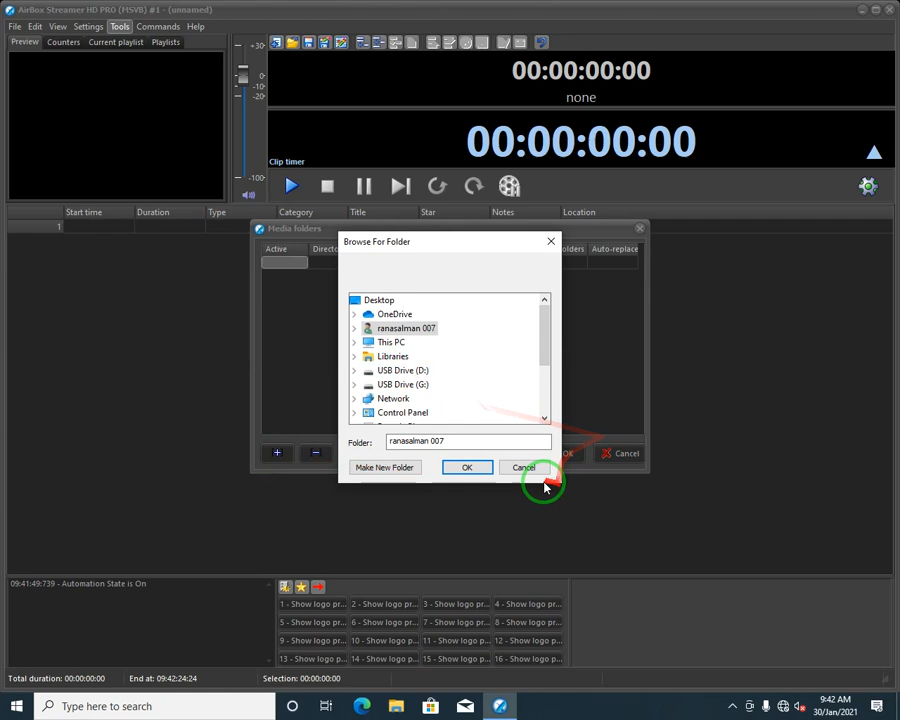 AirBox Streamer HD PRO (MSVB) #1 - (unnamed)
File Edit View Settings Tools Commands Help
Preview Counters Current playlist Playlists
+30
0-
-10
-20
-100
00:00:00:00
none
00:00:00:00
Clip timer
Start time Duration Type Category Title Star Notes Location
1
Media folders
Active Direct olders Auto-replace
Browse For Folder
Desktop
OneDrive
ranasalman 007
This PC
Libraries
USB Drive (D:)
USB Drive (G:)
Network
Control Panel
Folder: ranasalman 007
Make New Folder OK Cancel
OK Cancel
09:41:49:739 - Automation State is On
1 - Show logo pr... 2 - Show logo pr... 3 - Show logo pr... 4 - Show logo p...
5 - Show logo pr... 6 - Show logo pr... 7 - Show logo pr... 8 - Show logo p...
9 - Show logo pr... 10 - Show logo p... 11 - Show logo p... 12 - Show logo p...
13 - Show logo p... 14 - Show logo p... 15 - Show logo p... 16 - Show logo p...
Total duration: 00:00:00:00 End at: 09:42:24:24 Selection: 00:00:00:00
Type here to search
9:42 AM
30/Jan/2021